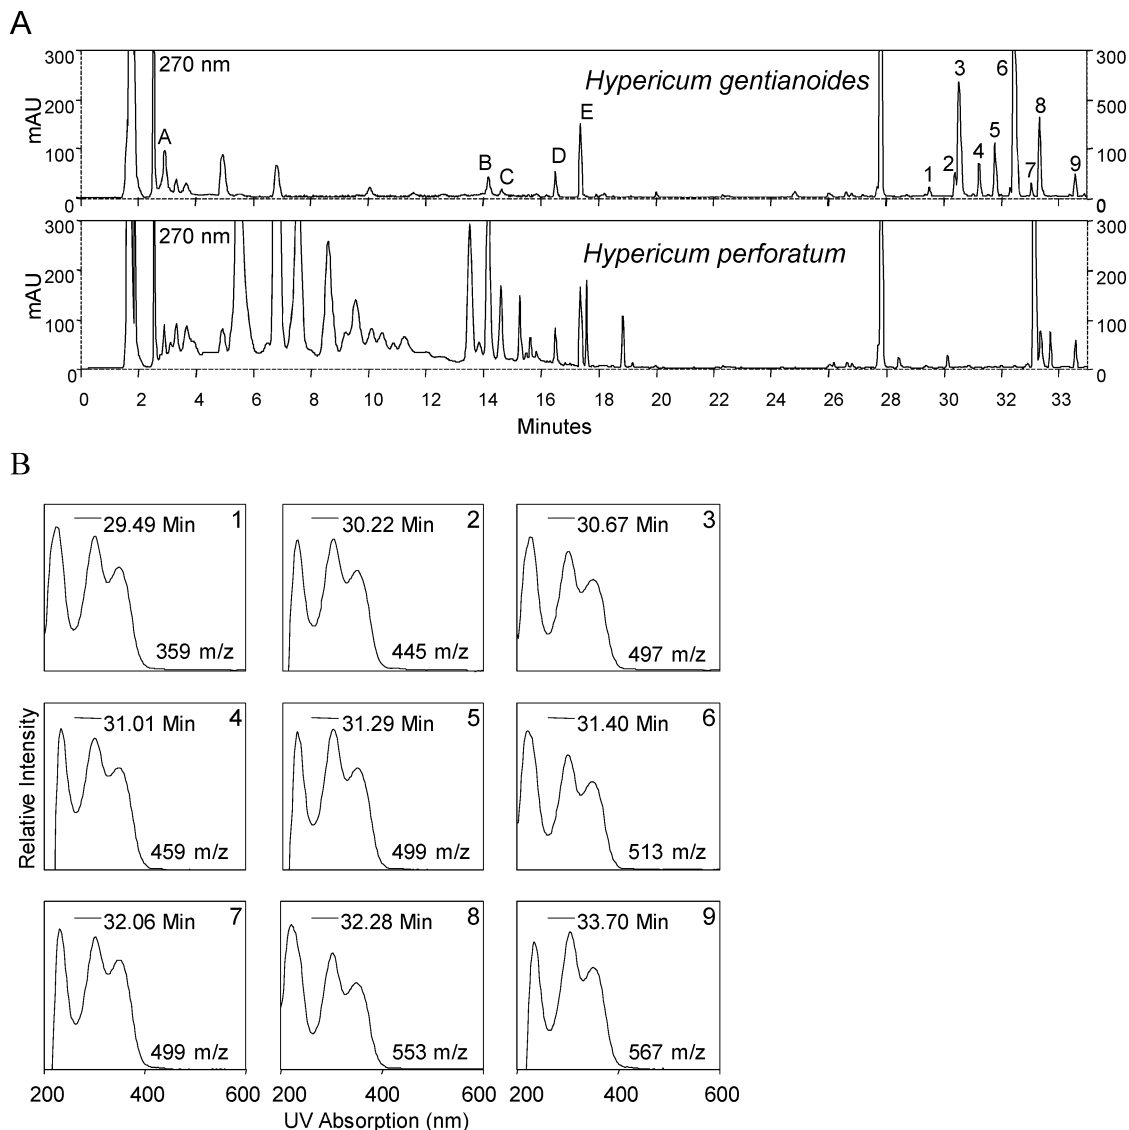 A
300 270 nm Hypericum gentianoides 3 6 300
200 A E 8 500
mAU
100 B C D 1 2 4 5 7 9 100
0 0
300 270 nm Hypericum perforatum 300
200 200
mAU
100 100
0 0
0 2 4 6 8 10 12 14 16 18 20 22 24 26 28 30 32 33
Minutes
B
29.49 Min 1
359 m/z
30.22 Min 2
445 m/z
30.67 Min 3
497 m/z
Relative Intensity
31.01 Min 4
459 m/z
31.29 Min 5
499 m/z
31.40 Min 6
513 m/z
32.06 Min 7
499 m/z
32.28 Min 8
553 m/z
33.70 Min 9
567 m/z
200 400 600 200 400 600 200 400 600
UV Absorption (nm)